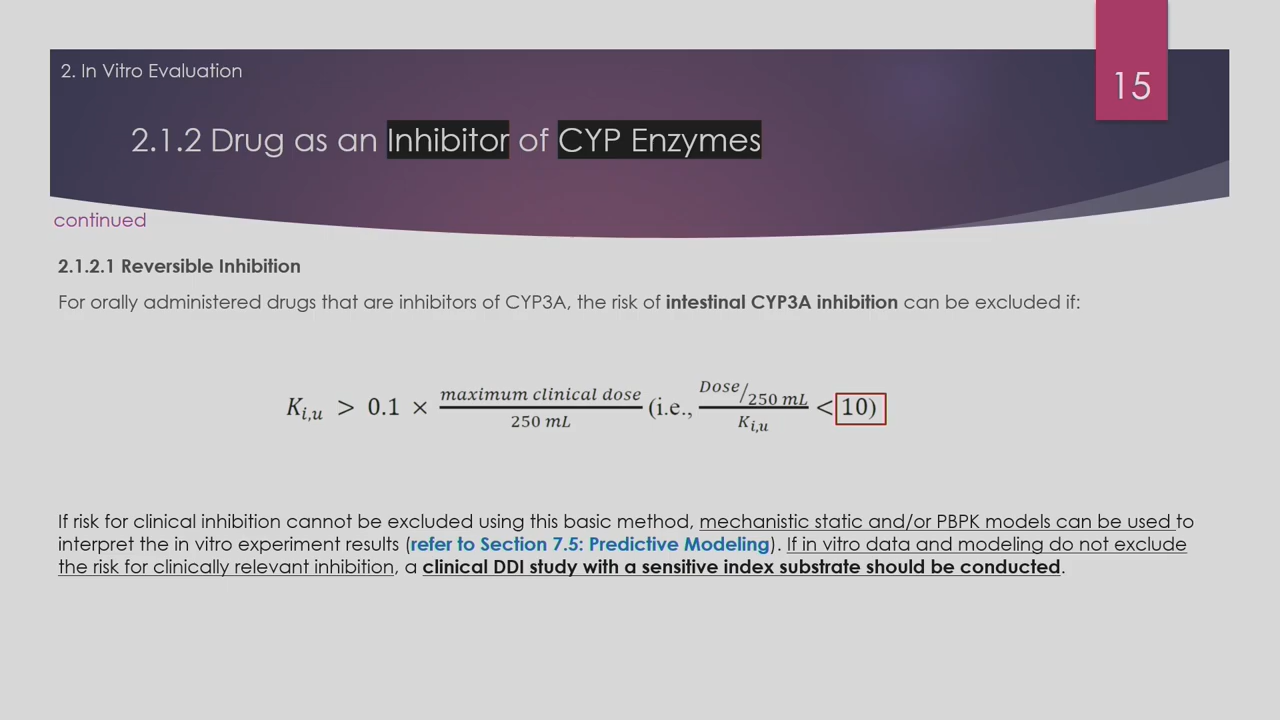 2. In Vitro Evaluation
15
2.1.2 Drug as an Inhibitor of CYP Enzymes
continued
2.1.2.1 Reversible Inhibition
For orally administered drugs that are inhibitors of CYP3A, the risk of intestinal CYP3A inhibition can be excluded if:
K_{i,u} > 0.1 × \frac{maximum clinical dose}{250 mL} (i.e., \frac{Dose/250 mL}{K_{i,u}} < 10)
If risk for clinical inhibition cannot be excluded using this basic method, mechanistic static and/or PBPK models can be used to
interpret the in vitro experiment results (refer to Section 7.5: Predictive Modeling). If in vitro data and modeling do not exclude
the risk for clinically relevant inhibition, a clinical DDI study with a sensitive index substrate should be conducted.